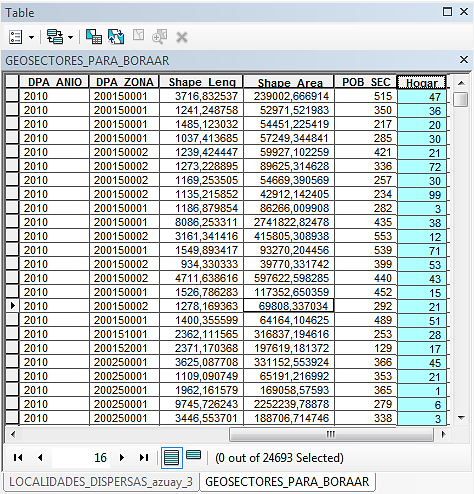 Table
GEOSECTORES_PARA_BORAAR
DPA_ANIO DPA_ZONA Shape_Leng Shape_Area POB_SEC Hogar
2010 200150001 3716,832537 239002,666914 515 47
2010 200150001 1241,248758 52971,521983 350 36
2010 200150001 1485,123032 54451,225419 217 20
2010 200150001 1037,413685 57249,344841 285 30
2010 200150002 1239,424447 59927,102259 421 21
2010 200150002 1273,228895 89625,314628 336 72
2010 200150002 1169,253505 54669,390569 257 30
2010 200150002 1135,215852 42912,142405 234 99
2010 200150001 1186,879854 86266,009908 282 3
2010 200150001 8086,253311 2741822,82478 435 38
2010 200150002 3161,341416 415805,308938 553 12
2010 200150001 1549,893417 93270,204456 539 71
2010 200150002 934,330333 39770,331742 399 53
2010 200150002 4711,638616 597622,598285 440 43
2010 200150001 1526,786283 117352,650359 452 15
2010 200150002 1278,169363 69808,337034 292 21
2010 200150001 1400,355599 64164,104625 489 51
2010 200151001 2362,111565 316837,194616 253 28
2010 200152001 2371,170368 197619,181372 129 17
2010 200250001 3625,087708 331152,553924 366 45
2010 200250001 1109,090749 65191,216992 353 21
2010 200250001 1962,161579 169058,57593 365 1
2010 200250001 9745,726243 2252239,78878 279 6
2010 200250001 3446,553701 188706,714746 338 3
16 (0 out of 24693 Selected)
LOCALIDADES_DISPERSAS_azuay_3 GEOSECTORES_PARA_BORAAR